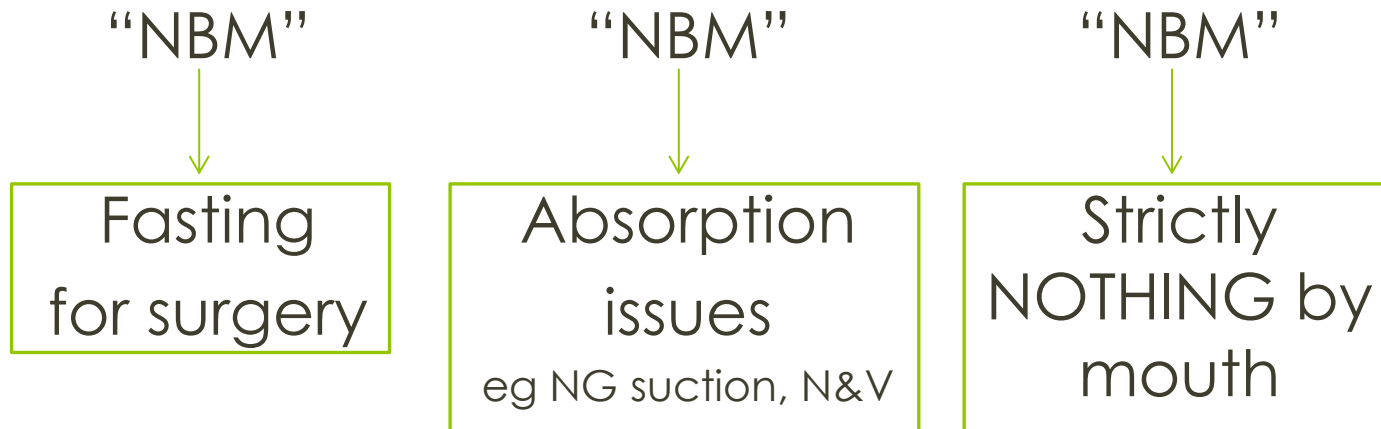 “NBM”
Fasting
for surgery
“NBM”
Absorption
issues
eg NG suction, N&V
“NBM”
Strictly
NOTHING by
mouth